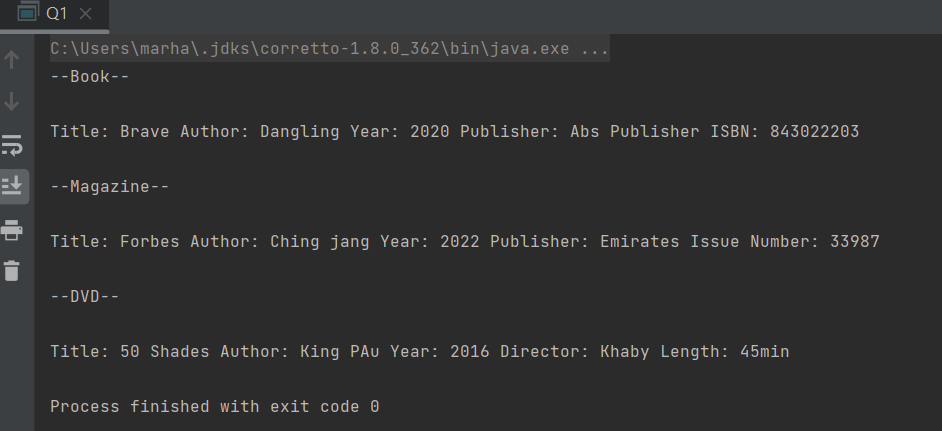 Q1
C:\Users\marha\.jdks\corretto-1.8.0_362\bin\java.exe ...
--Book--
Title: Brave Author: Dangling Year: 2020 Publisher: Abs Publisher ISBN: 843022203
--Magazine--
Title: Forbes Author: Ching jang Year: 2022 Publisher: Emirates Issue Number: 33987
--DVD--
Title: 50 Shades Author: King PAu Year: 2016 Director: Khaby Length: 45min
Process finished with exit code 0